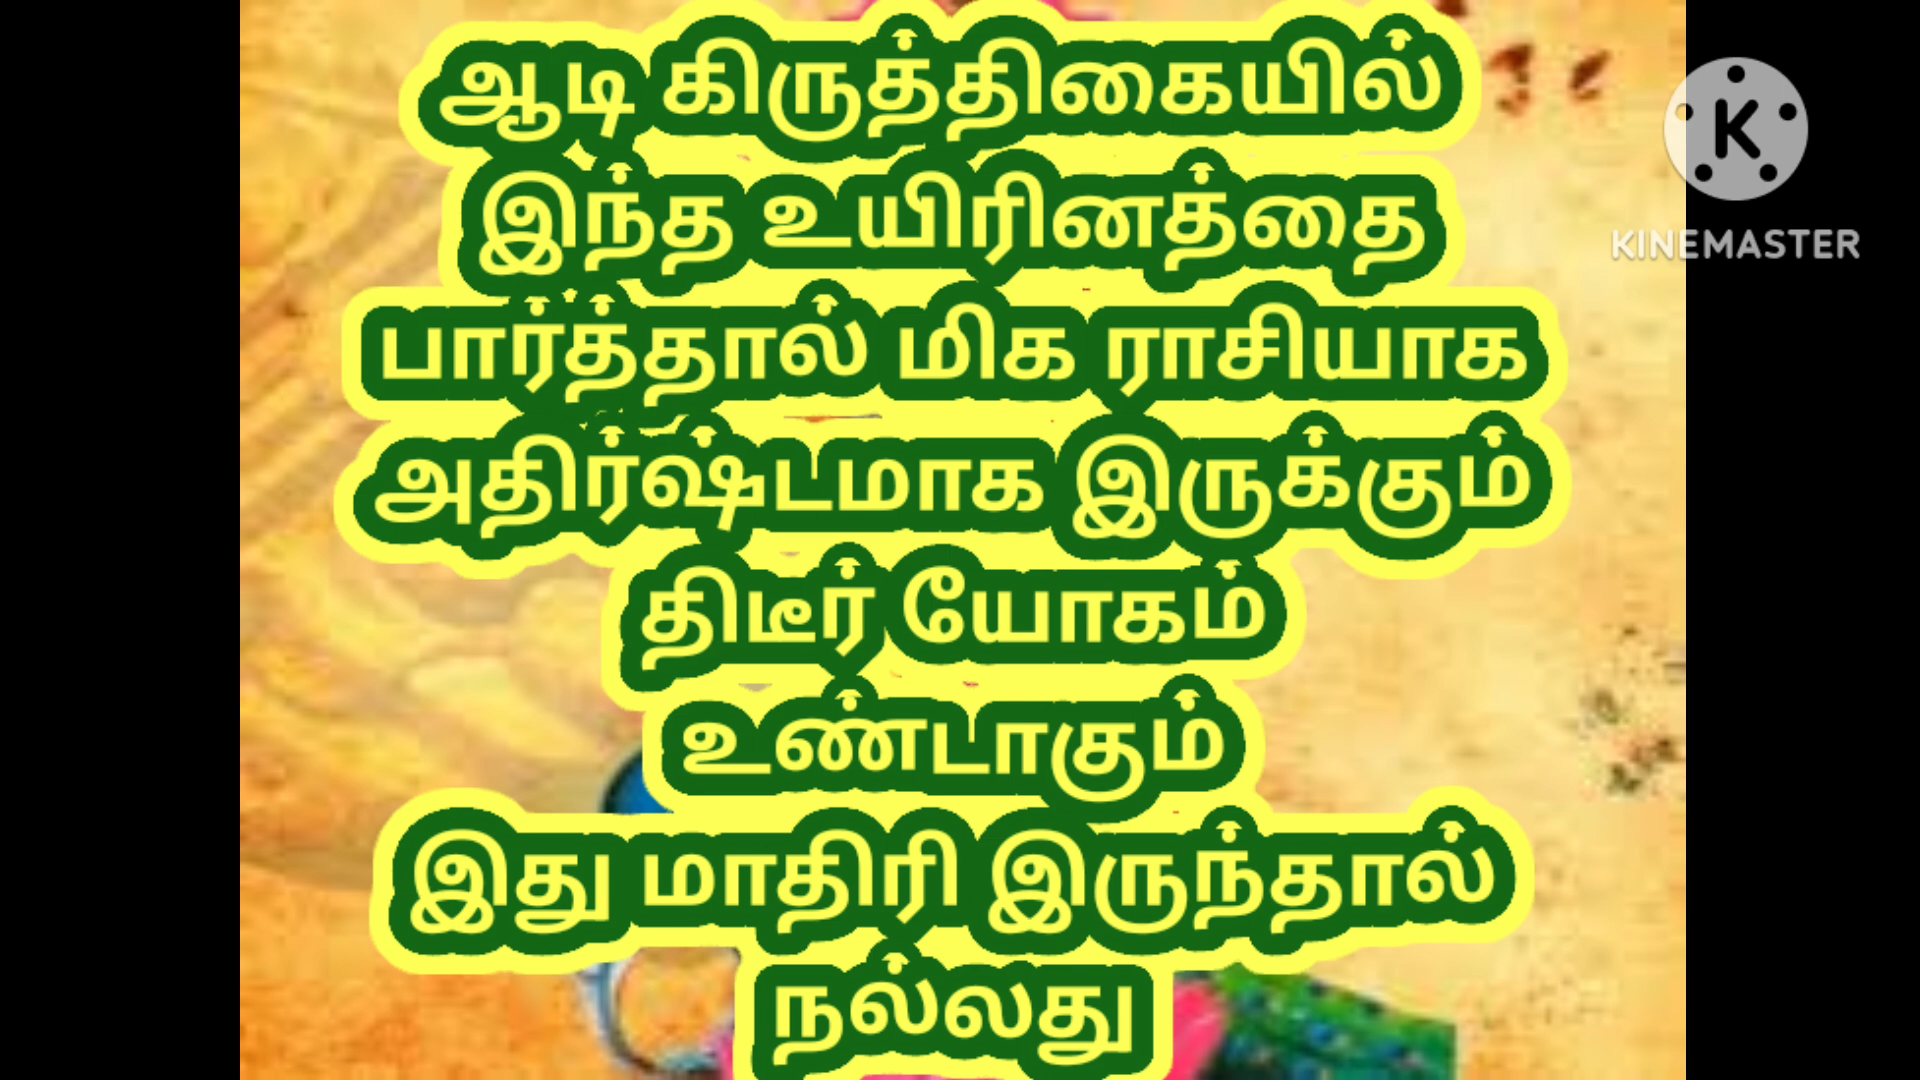 ஆடி கிருத்திகையில்
இந்த உயிரினத்தை
பார்த்தால் மிக ராசியாக
அதிர்ஷ்டமாக இருக்கும்
திடீர் யோகம்
உண்டாகும்
இது மாதிரி இருந்தால்
நல்லது
K
KINEMASTER